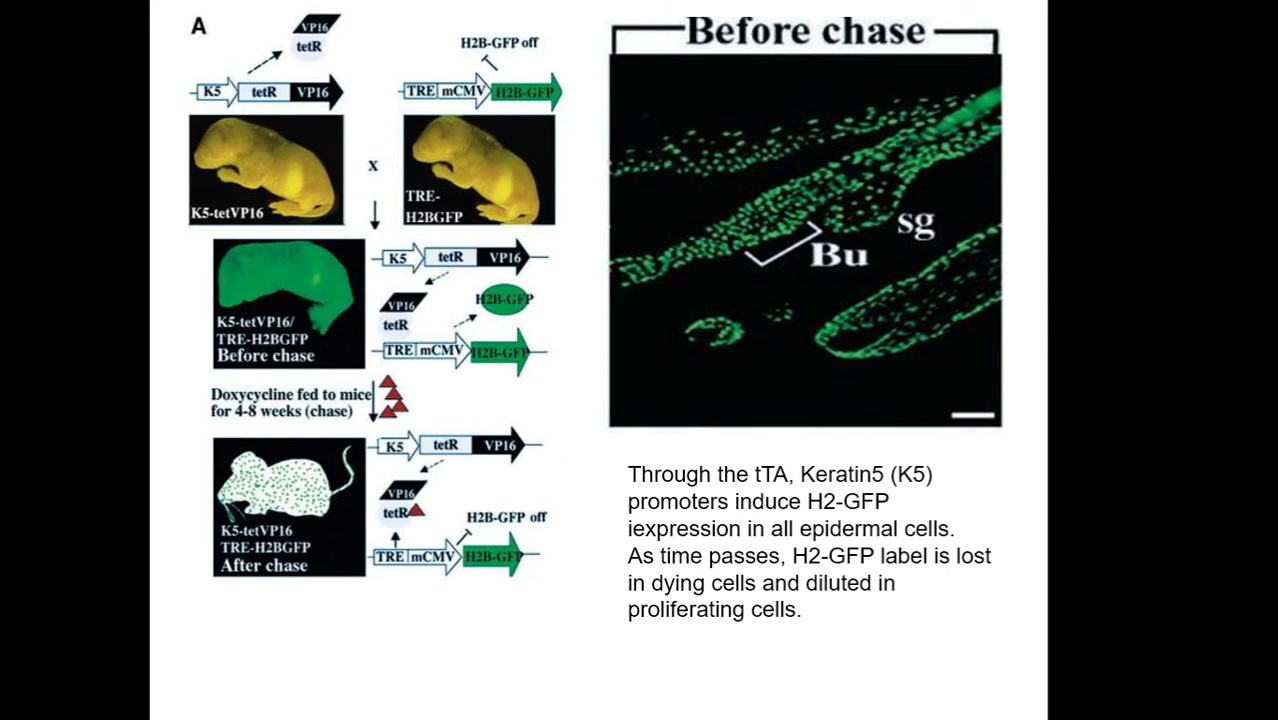 A
VP16
tetR
K5 tetR VP16
K5-tetVP16
x
H2B-GFP off
TRE mCMV H2B-GFP
TRE-
H2BGFP
K5-tetVP16/
TRE-H2BGFP
Before chase
K5 tetR VP16
VP16
tetR
H2B-GFP
TRE mCMV H2B-GFP
Doxycycline fed to mice
for 4-8 weeks (chase)
K5-tetVP16
TRE-H2BGFP
After chase
K5 tetR VP16
VP16
tetR
H2B-GFP off
TRE mCMV H2B-GFP
Before chase
sg
Bu
Through the tTA, Keratin5 (K5)
promoters induce H2-GFP
iexpression in all epidermal cells.
As time passes, H2-GFP label is lost
in dying cells and diluted in
proliferating cells.